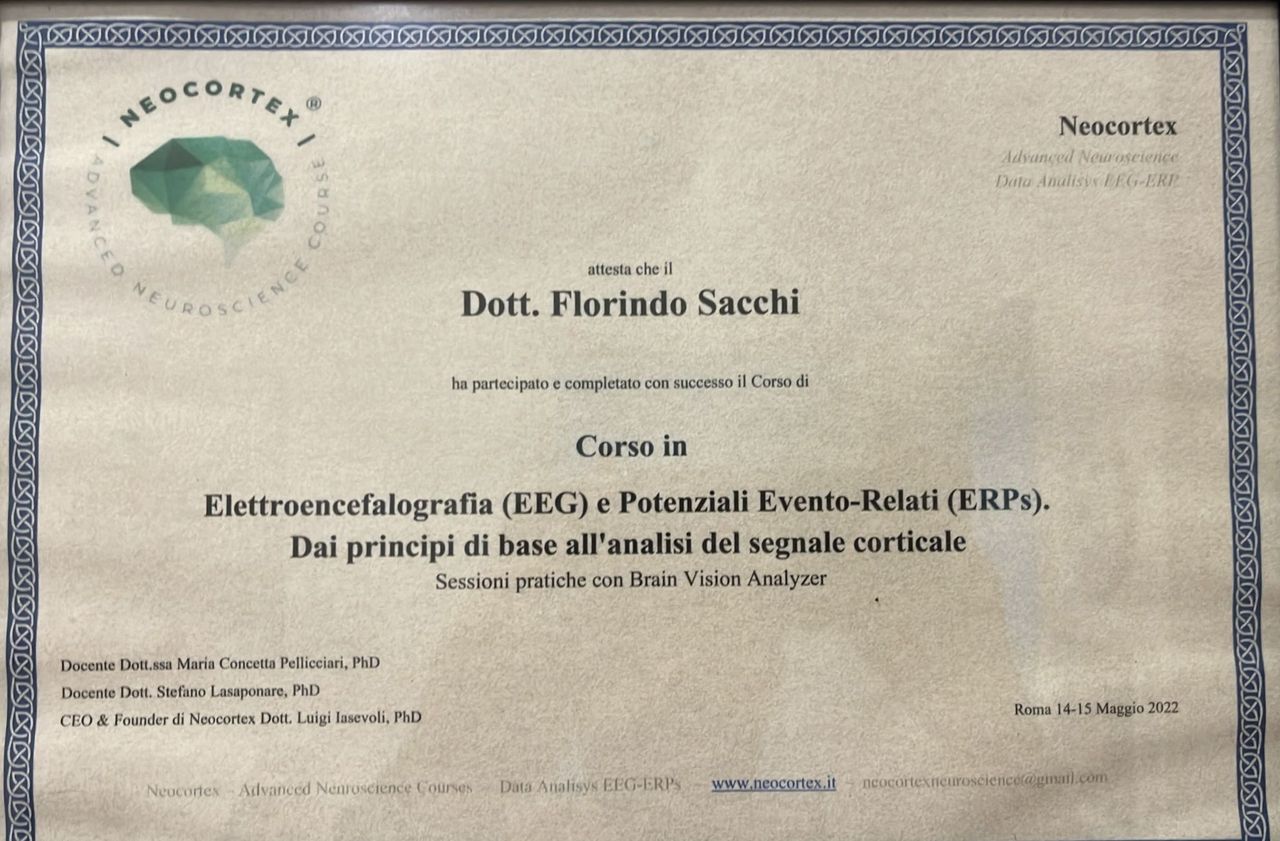 | NEOCORTEX® |
ADVANCED NEUROSCIENCE COURSE
Neocortex
Advanced Neuroscience
Data Analisys EEG-ERP
attesta che il
Dott. Florindo Sacchi
ha partecipato e completato con successo il Corso di
Corso in
Elettroencefalografia (EEG) e Potenziali Evento-Relati (ERPs).
Dai principi di base all'analisi del segnale corticale
Sessioni pratiche con Brain Vision Analyzer
Docente Dott.ssa Maria Concetta Pellicciari, PhD
Docente Dott. Stefano Lasaponare, PhD
CEO & Founder di Neocortex Dott. Luigi Iasevoli, PhD
Roma 14-15 Maggio 2022
Neocortex – Advanced Neuroscience Courses – Data Analisys EEG-ERPs – www.neocortex.it – neocortexneuroscience@gmail.com